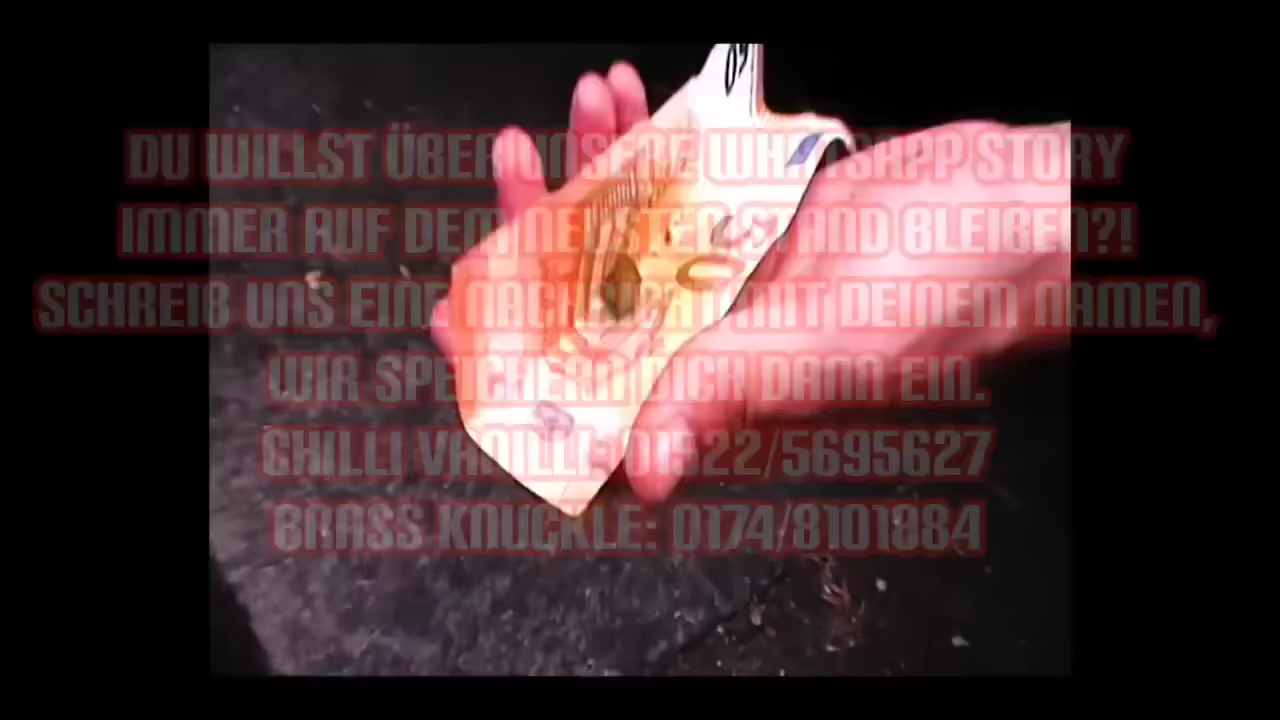 DU WILLST ÜBER UNSERE WHATSAPP STORY
IMMER AUF DEM NEUSTEN STAND BLEIBEN?!
SCHREIB UNS EINE NACHRICHT MIT DEINEM NAMEN,
WIR SPEICHERN DICH DANN EIN.
CHILLI VANILLI: 01522/5695627
BRASS KNUCKLE: 0174/8101884
50